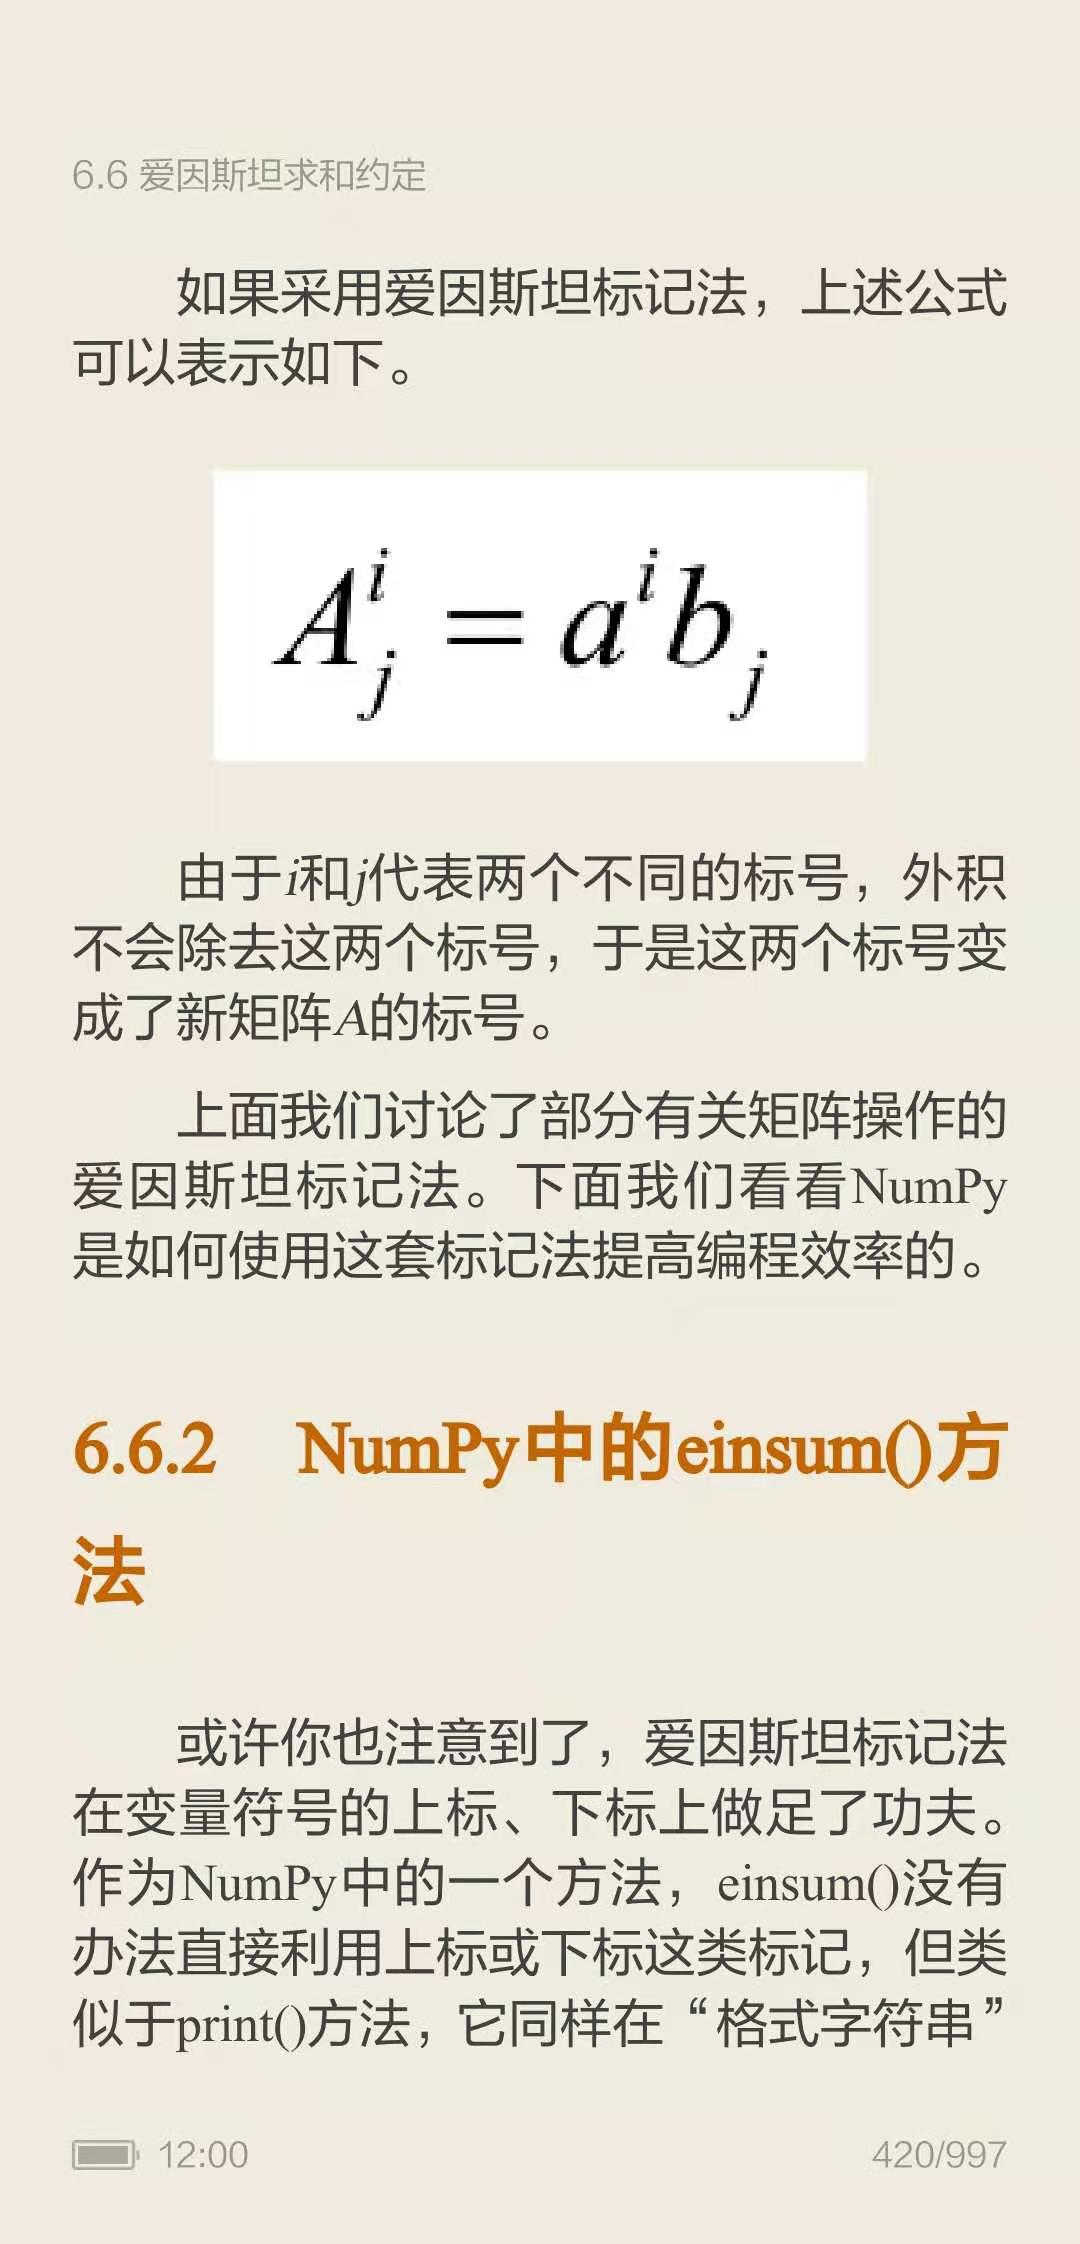 6.6 爱因斯坦求和约定
如果采用爱因斯坦标记法，上述公式
可以表示如下。
A^i_j = a^i b_j
由于i和j代表两个不同的标号，外积
不会除去这两个标号，于是这两个标号变
成了新矩阵A的标号。
上面我们讨论了部分有关矩阵操作的
爱因斯坦标记法。下面我们看看NumPy
是如何使用这套标记法提高编程效率的。
6.6.2 NumPy中的einsum()方
法
或许你也注意到了，爱因斯坦标记法
在变量符号的上标、下标上做足了功夫。
作为NumPy中的一个方法，einsum()没有
办法直接利用上标或下标这类标记，但类
似于print()方法，它同样在“格式字符串”
12:00 420/997